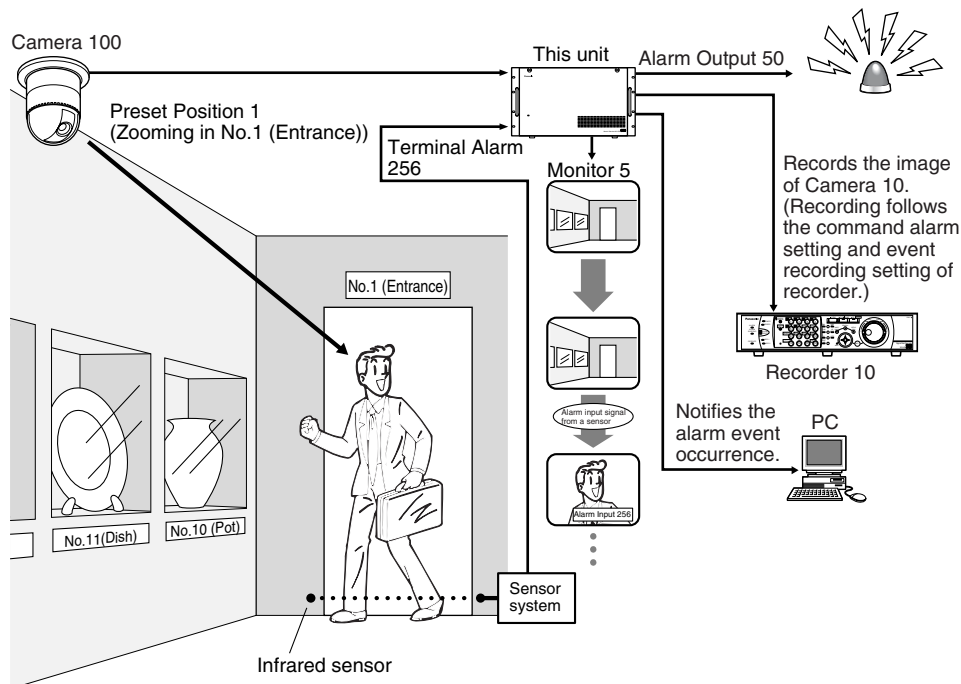 Camera 100
This unit
Alarm Output 50
Preset Position 1
(Zooming in No.1 (Entrance))
Terminal Alarm
256
Monitor 5
Records the image
of Camera 10.
(Recording follows
the command alarm
setting and event
recording setting of
recorder.)
No.1 (Entrance)
Recorder 10
Alarm input signal
from a sensor
Notifies the
alarm event
occurrence.
PC
Alarm Input 256
No.11(Dish)
No.10 (Pot)
Sensor
system
Infrared sensor